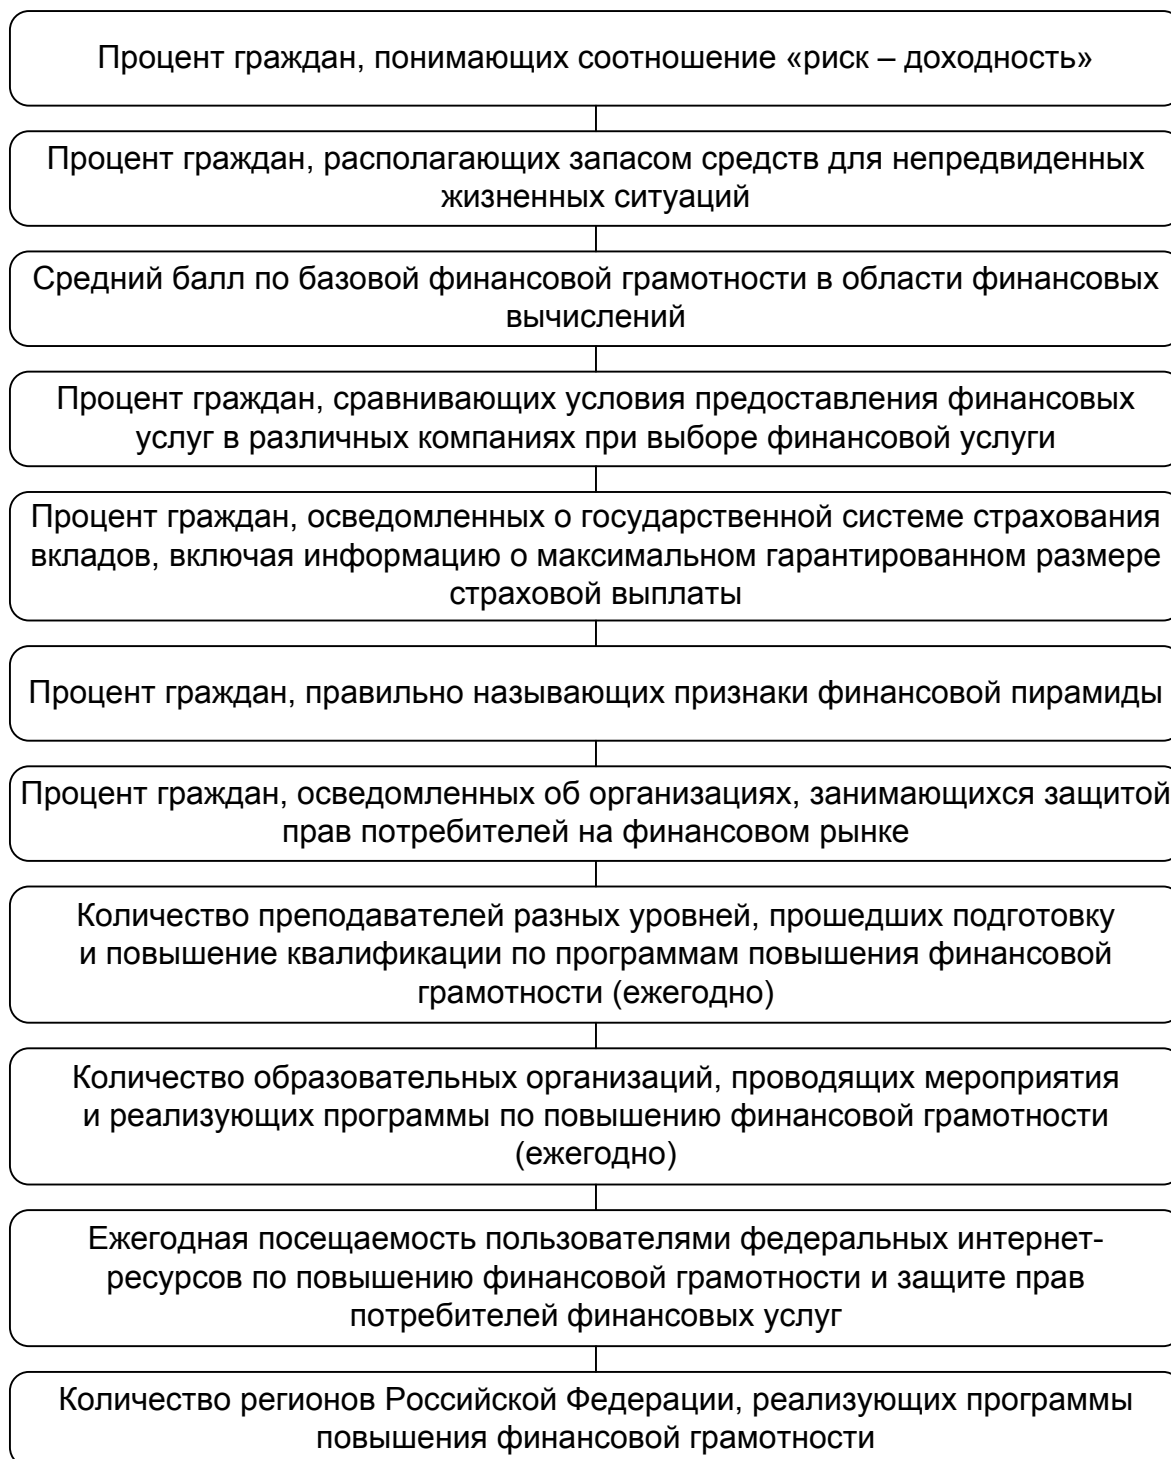 Процент граждан, понимающих соотношение «риск – доходность»
Процент граждан, располагающих запасом средств для непредвиденных
жизненных ситуаций
Средний балл по базовой финансовой грамотности в области финансовых
вычислений
Процент граждан, сравнивающих условия предоставления финансовых
услуг в различных компаниях при выборе финансовой услуги
Процент граждан, осведомленных о государственной системе страхования
вкладов, включая информацию о максимальном гарантированном размере
страховой выплаты
Процент граждан, правильно называющих признаки финансовой пирамиды
Процент граждан, осведомленных об организациях, занимающихся защитой
прав потребителей на финансовом рынке
Количество преподавателей разных уровней, прошедших подготовку
и повышение квалификации по программам повышения финансовой
грамотности (ежегодно)
Количество образовательных организаций, проводящих мероприятия
и реализующих программы по повышению финансовой грамотности
(ежегодно)
Ежегодная посещаемость пользователями федеральных интернет-
ресурсов по повышению финансовой грамотности и защите прав
потребителей финансовых услуг
Количество регионов Российской Федерации, реализующих программы
повышения финансовой грамотности